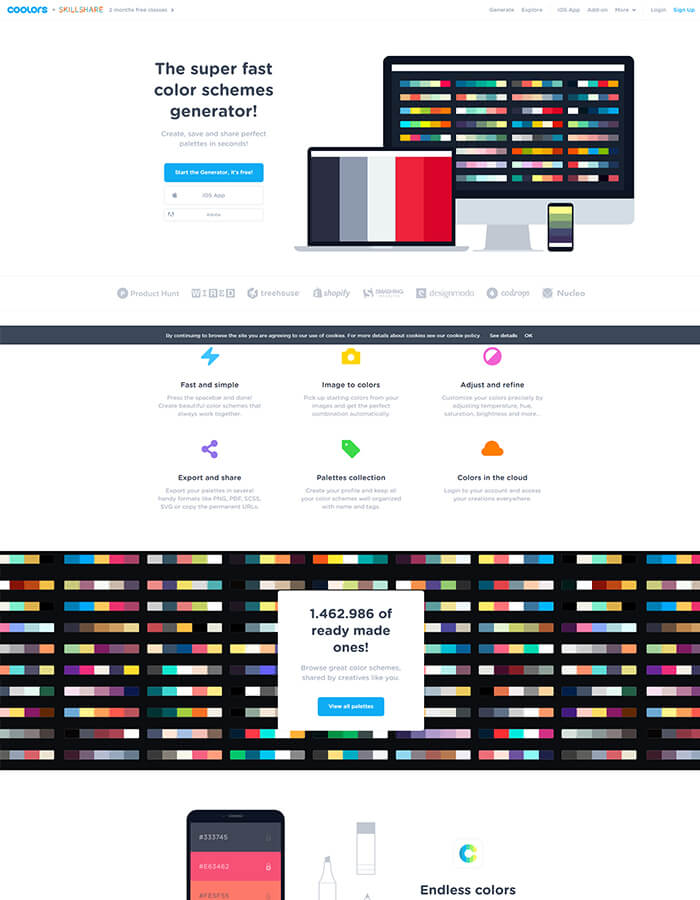 coolors + SKILLSHARE 2 months free classes
Generate Explore iOS App Add-on More Login Sign Up
The super fast
color schemes
generator!
Create, save and share perfect
palettes in seconds!
Start the Generator, it's free!
iOS App
Adobe
Product Hunt WIRED treehouse shopify SMASHING MAGAZINE designmodo codrops Nucleo
By continuing to browse the site you are agreeing to our use of cookies. For more details about cookies see our cookie policy. See details OK
Fast and simple
Press the spacebar and done!
Create beautiful color schemes that
always work together.
Image to colors
Pick up starting colors from your
images and get the perfect
combination automatically.
Adjust and refine
Customize your colors precisely by
adjusting temperature, hue,
saturation, brightness and more...
Export and share
Export your palettes in several
handy formats like PNG, PDF, SCSS,
SVG or copy the permanent URLs.
Palettes collection
Create your profile and keep all
your color schemes well organized
with name and tags.
Colors in the cloud
Login to your account and access
your creations everywhere.
1.462.986 of
ready made
ones!
Browse great color schemes,
shared by creatives like you.
View all palettes
#333745
#E63462
#FE5F55
Endless colors